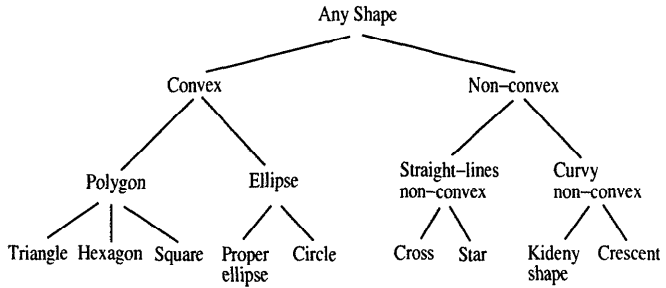 Any Shape
Convex
Non-convex
Polygon
Ellipse
Straight-lines
non-convex
Curvy
non-convex
Triangle
Hexagon
Square
Proper
ellipse
Circle
Cross
Star
Kideny
shape
Crescent